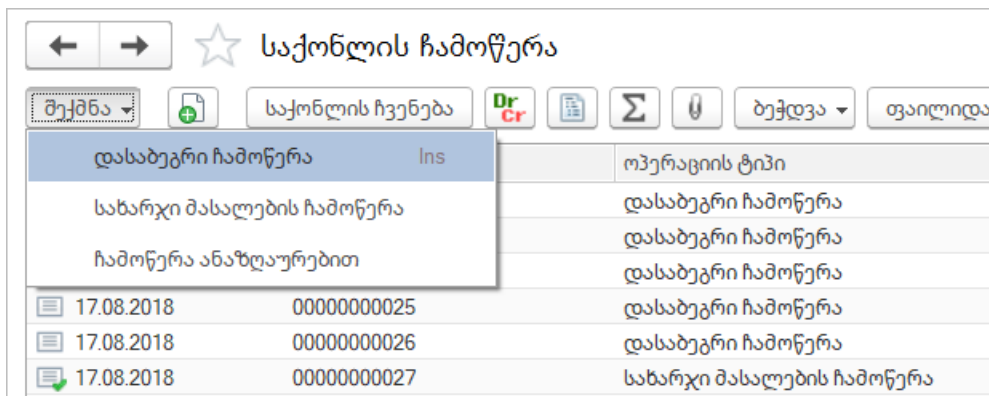 საქონლის ჩამოწერა
შექმნა საქონლის ჩვენება Dr Cr Σ ბეჭდვა ფაილიდა
დასაბეგრი ჩამოწერა Ins ოპერაციის ტიპი
სახარჯი მასალების ჩამოწერა დასაბეგრი ჩამოწერა
დასაბეგრი ჩამოწერა
ჩამოწერა ანაზღაურებით დასაბეგრი ჩამოწერა
17.08.2018 00000000025 დასაბეგრი ჩამოწერა
17.08.2018 00000000026 დასაბეგრი ჩამოწერა
17.08.2018 00000000027 სახარჯი მასალების ჩამოწერა